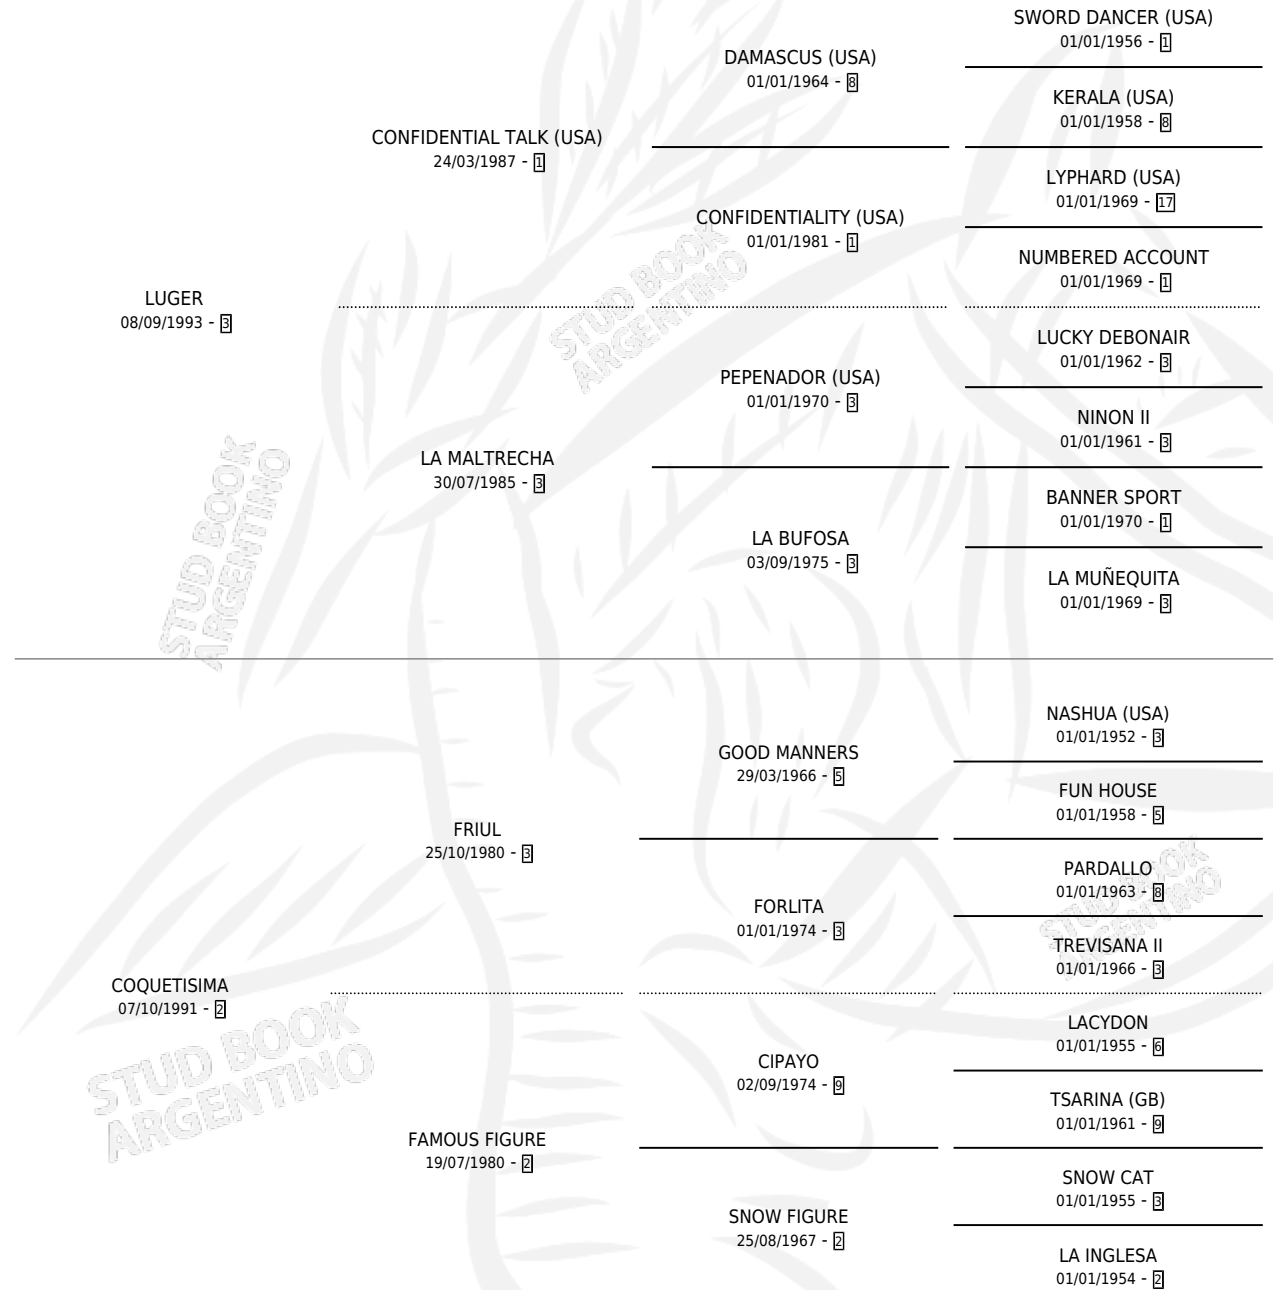 SWORD DANCER (USA)
01/01/1956 - 1
DAMASCUS (USA)
01/01/1964 - 8
KERALA (USA)
01/01/1958 - 8
CONFIDENTIAL TALK (USA)
24/03/1987 - 1
LYPHARD (USA)
01/01/1969 - 17
CONFIDENTIALITY (USA)
01/01/1981 - 1
NUMBERED ACCOUNT
01/01/1969 - 1
LUGER
08/09/1993 - 3
LUCKY DEBONAIR
01/01/1962 - 3
PEPENADOR (USA)
01/01/1970 - 3
NINON II
01/01/1961 - 3
LA MALTRECHA
30/07/1985 - 3
BANNER SPORT
01/01/1970 - 1
LA BUFOSA
03/09/1975 - 3
LA MUÑEQUITA
01/01/1969 - 3
NASHUA (USA)
01/01/1952 - 3
GOOD MANNERS
29/03/1966 - 5
FUN HOUSE
01/01/1958 - 5
FRIUL
25/10/1980 - 3
PARDALLO
01/01/1963 - 8
FORLITA
01/01/1974 - 3
TREVISANA II
01/01/1966 - 3
COQUETISIMA
07/10/1991 - 2
LACYDON
01/01/1955 - 6
CIPAYO
02/09/1974 - 9
TSARINA (GB)
01/01/1961 - 9
FAMOUS FIGURE
19/07/1980 - 2
SNOW CAT
01/01/1955 - 3
SNOW FIGURE
25/08/1967 - 2
LA INGLESA
01/01/1954 - 2
STUD BOOK
ARGENTINO
STUD BOOK
ARGENTINO
STUD BOOK
ARGENTINO
STUD BOOK
ARGENTINO